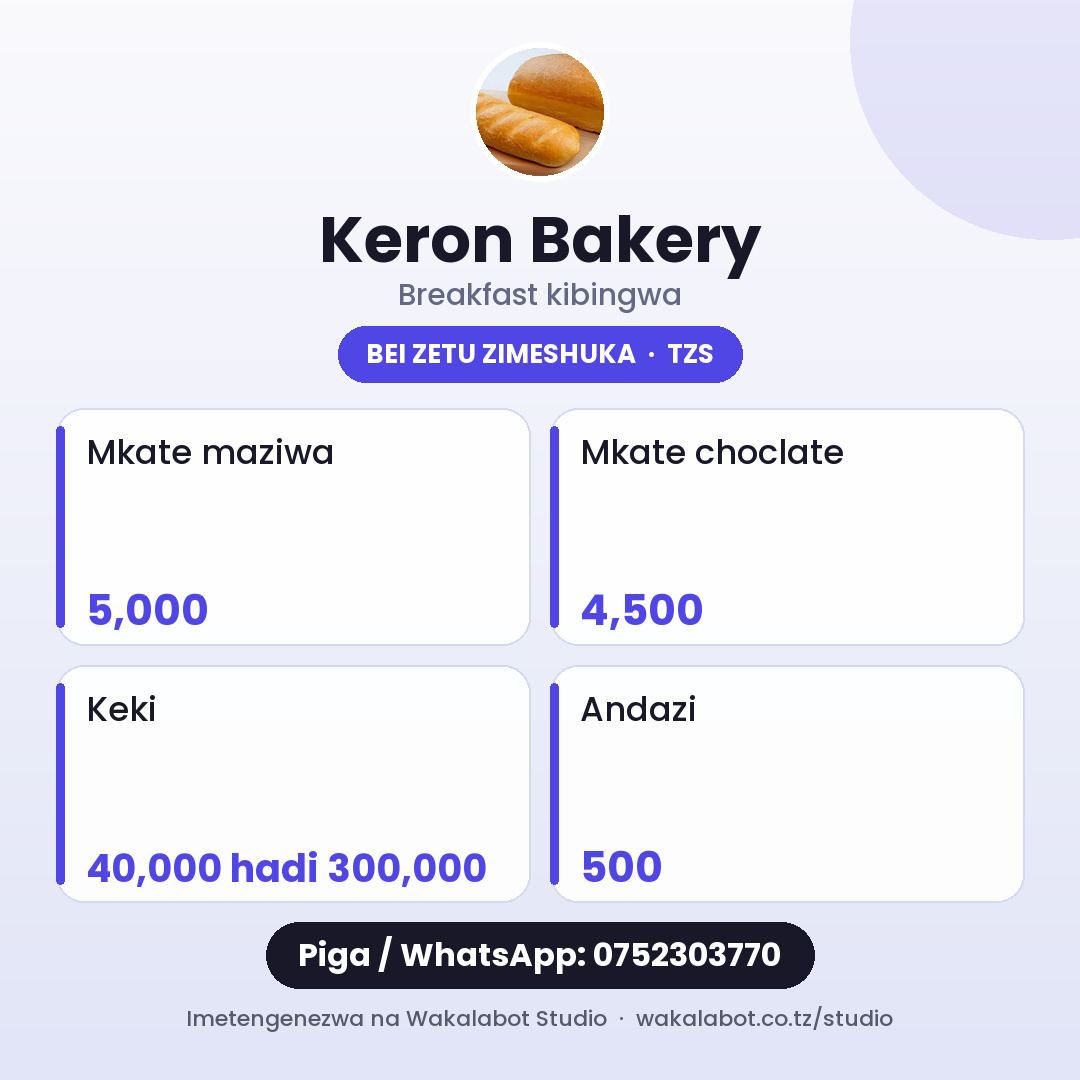 Keron Bakery
Breakfast kibingwa
BEI ZETU ZIMESHUKA · TZS
Mkate maziwa
5,000
Mkate choclate
4,500
Keki
40,000 hadi 300,000
Andazi
500
Piga / WhatsApp: 0752303770
Imetengenezwa na Wakalabot Studio · wakalabot.co.tz/studio